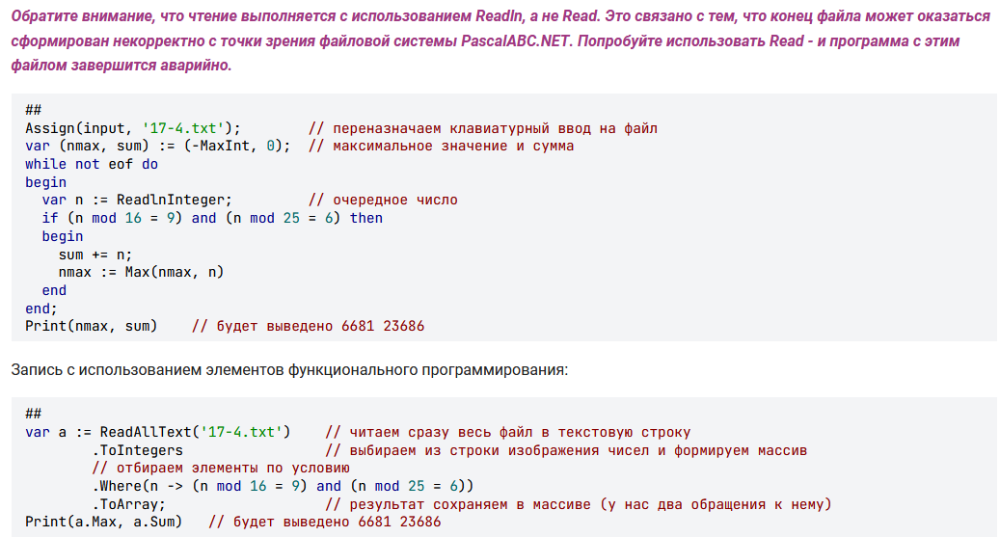 Обратите внимание, что чтение выполняется с использованием Readln, а не Read. Это связано с тем, что конец файла может оказаться
сформирован некорректно с точки зрения файловой системы PascalABC.NET. Попробуйте использовать Read - и программа с этим
файлом завершится аварийно.
##
Assign(input, '17-4.txt');        // переназначаем клавиатурный ввод на файл
var (nmax, sum) := (-MaxInt, 0);  // максимальное значение и сумма
while not eof do
begin
  var n := ReadlnInteger;         // очередное число
  if (n mod 16 = 9) and (n mod 25 = 6) then
  begin
    sum += n;
    nmax := Max(nmax, n)
  end
end;
Print(nmax, sum)    // будет выведено 6681 23686
Запись с использованием элементов функционального программирования:
##
var a := ReadAllText('17-4.txt')    // читаем сразу весь файл в текстовую строку
        .ToIntegers                 // выбираем из строки изображения чисел и формируем массив
        // отбираем элементы по условию
        .Where(n -> (n mod 16 = 9) and (n mod 25 = 6))
        .ToArray;                   // результат сохраняем в массиве (у нас два обращения к нему)
Print(a.Max, a.Sum)   // будет выведено 6681 23686